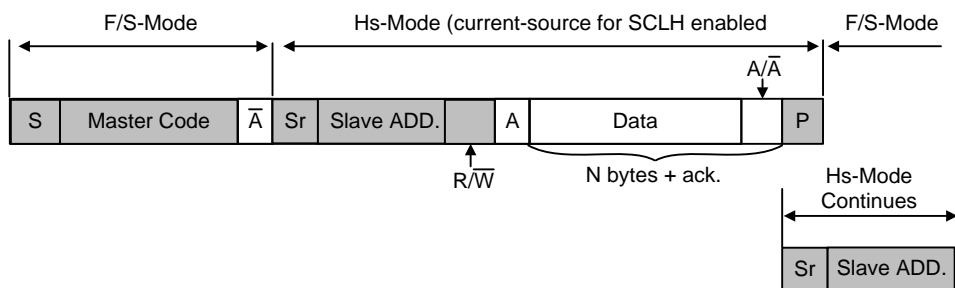 F/S-Mode Hs-Mode (current-source for SCLH enabled F/S-Mode
A/A̅
S Master Code A̅ Sr Slave ADD. A Data P
R/W̅ N bytes + ack.
Hs-Mode
Continues
Sr Slave ADD.